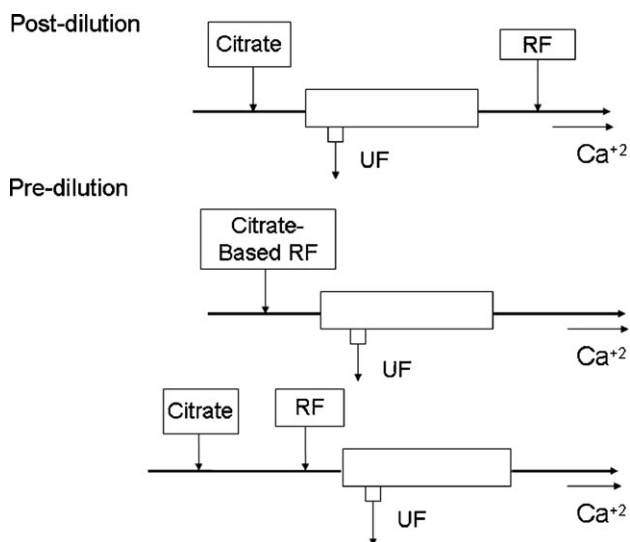 Post-dilution
Citrate
RF
UF
Ca+2
Pre-dilution
Citrate-
Based RF
UF
Ca+2
Citrate
RF
UF
Ca+2